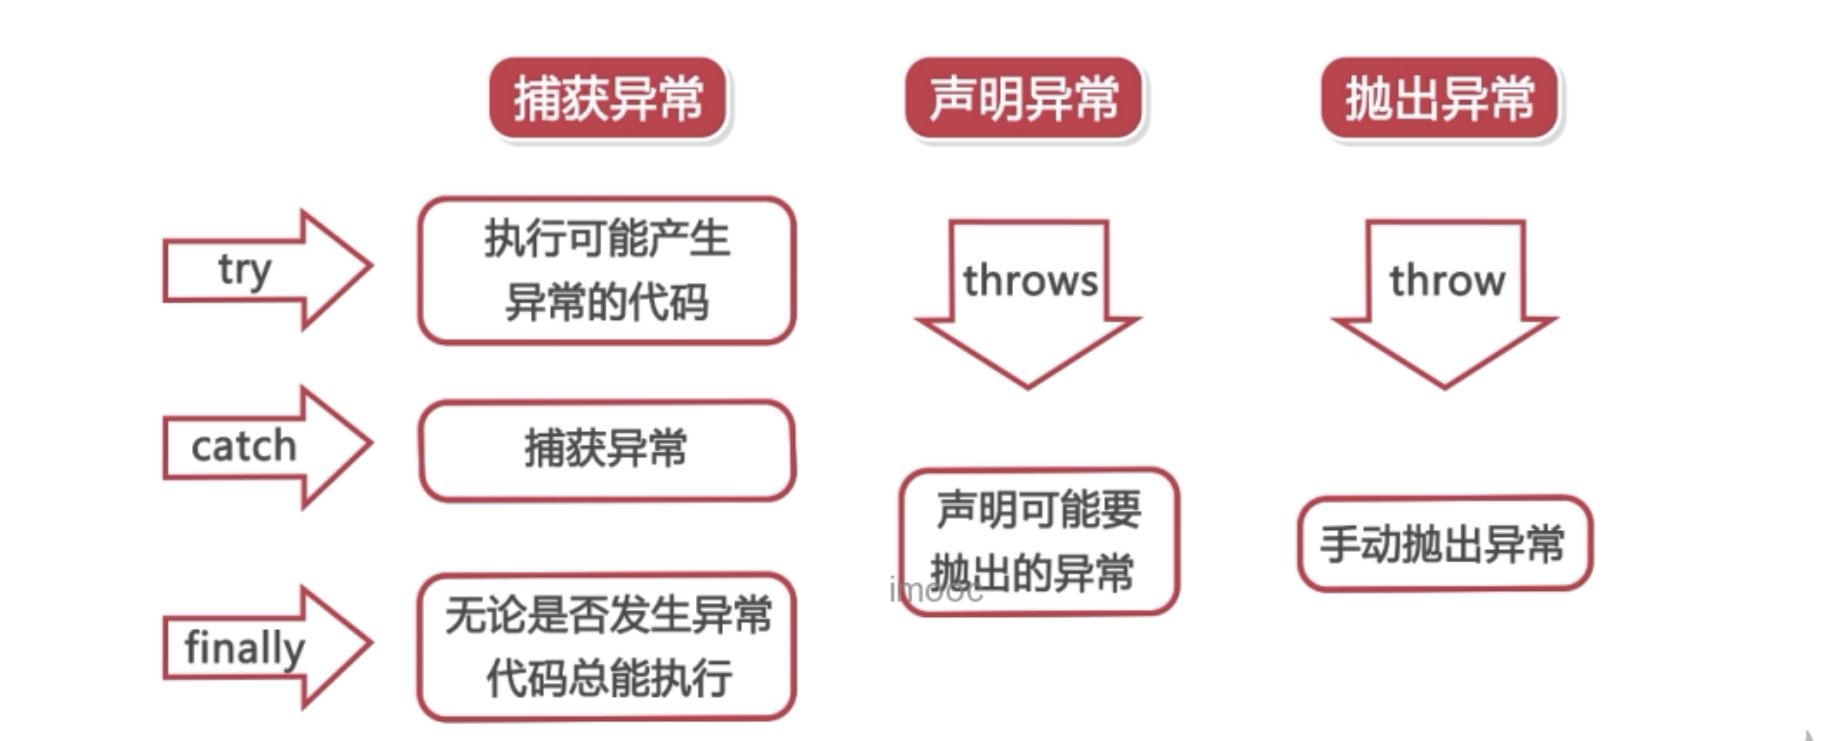 捕获异常
声明异常
抛出异常
try
执行可能产生
异常的代码
catch
捕获异常
finally
无论是否发生异常
代码总能执行
throws
声明可能要
抛出的异常
imooc
throw
手动抛出异常